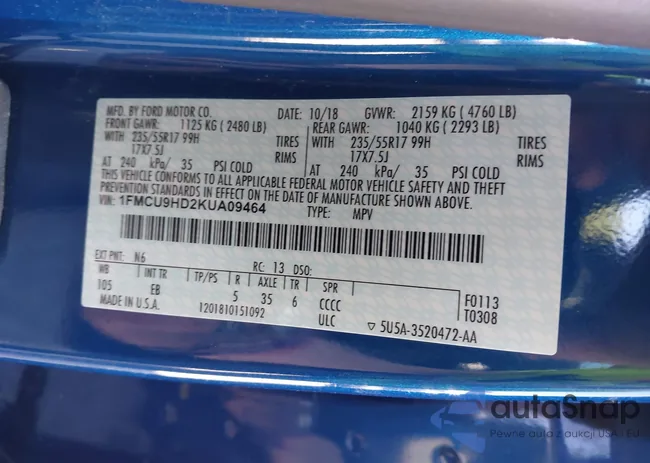 MFD. BY FORD MOTOR CO. DATE: 10/18 GVWR: 2159 KG ( 4760 LB)
FRONT GAWR: 1125 KG ( 2480 LB) REAR GAWR: 1040 KG ( 2293 LB)
WITH 235/55R17 99H TIRES WITH 235/55R17 99H TIRES
17X7.5J RIMS 17X7.5J RIMS
AT 240 kPa/ 35 PSI COLD AT 240 kPa/ 35 PSI COLD
THIS VEHICLE CONFORMS TO ALL APPLICABLE FEDERAL MOTOR VEHICLE SAFETY AND THEFT
PREVENTION STANDARDS IN EFFECT ON THE DATE OF MANUFACTURE SHOWN ABOVE.
VIN: 1FMCU9HD2KUA09464 TYPE: MPV
EXT PNT: N6 RC: 13 DSO:
WB INT TR TP/PS R AXLE TR SPR F0113
105 EB 5 35 6 CCCC T0308
MADE IN U.S.A. 1201810151092 ULC ▽ 5U5A-3520472-AA
autoSnap
Pewne auta z aukcji USA i EU